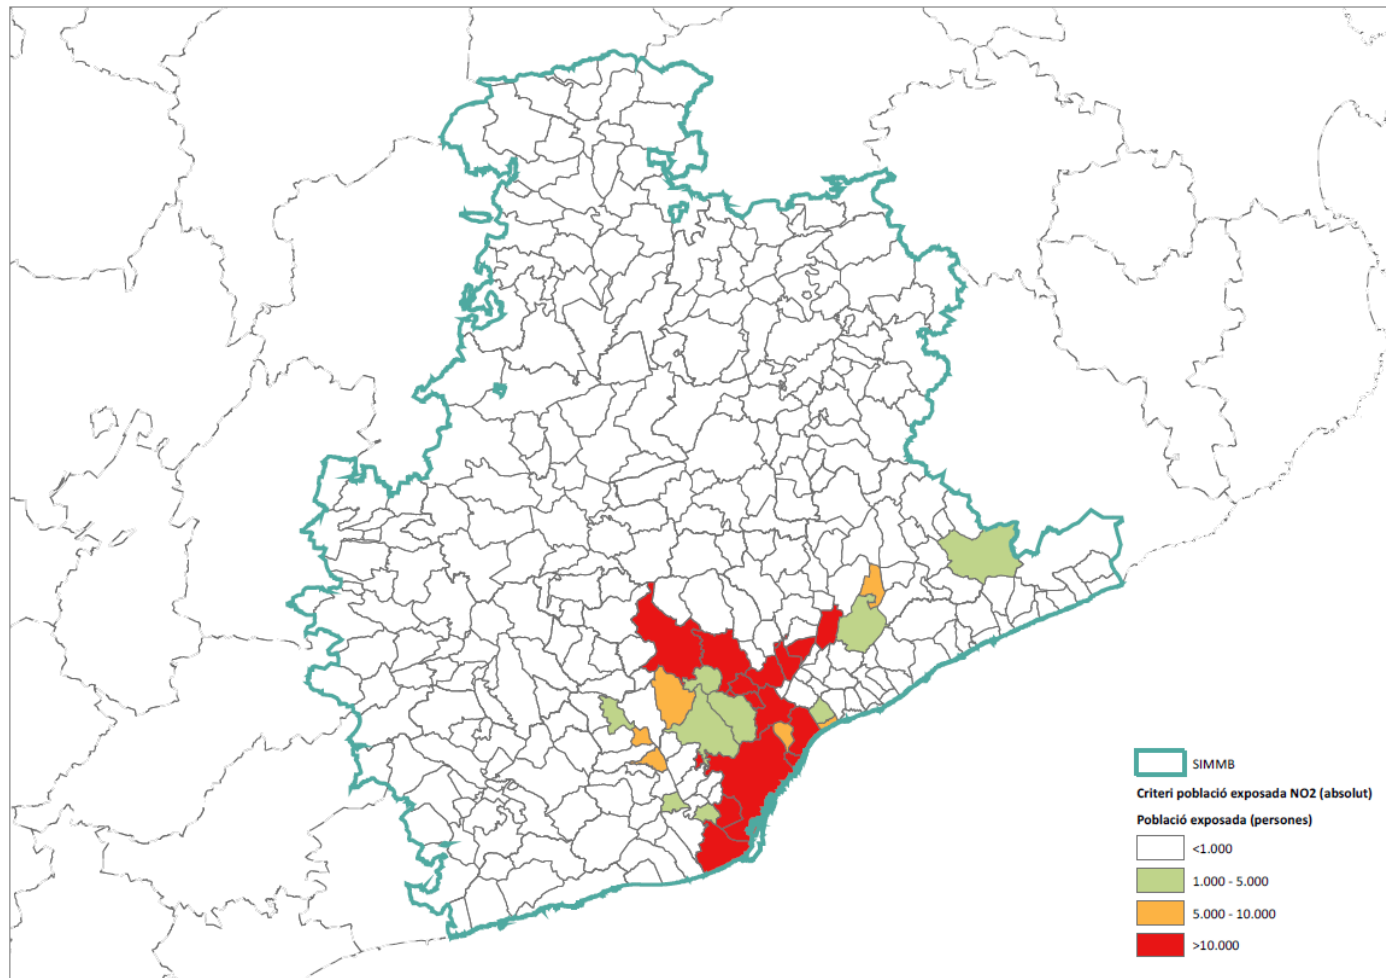 SIMMB
Criteri població exposada NO2 (absolut)
Població exposada (persones)
<1.000
1.000 - 5.000
5.000 - 10.000
>10.000